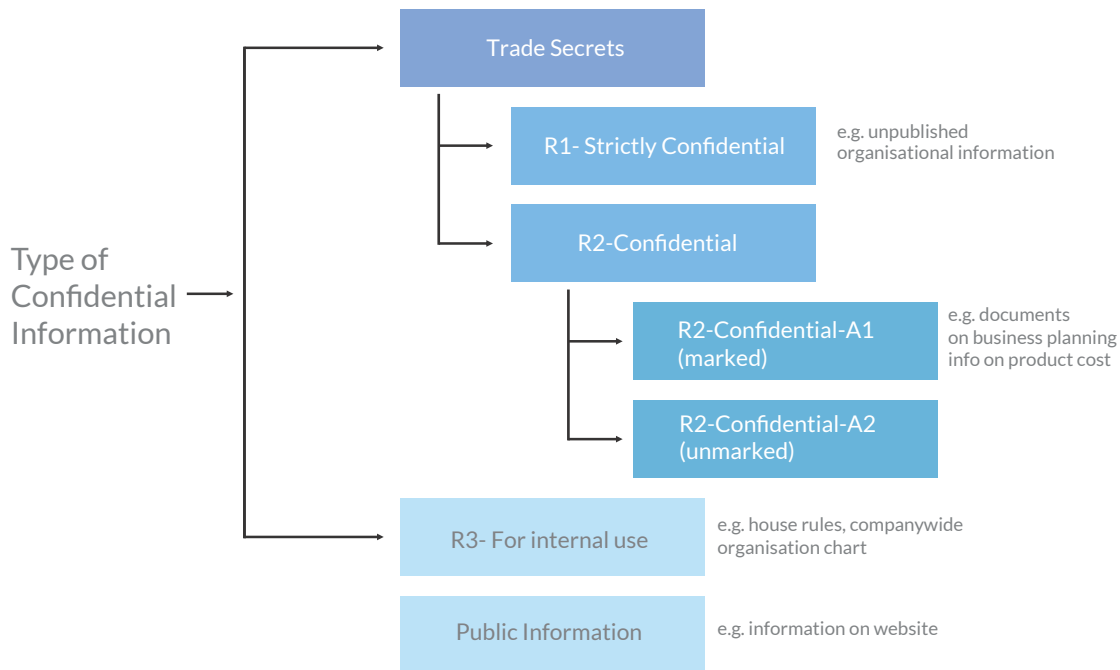 Trade Secrets
R1- Strictly Confidential
e.g. unpublished
organisational information
R2-Confidential
Type of
Confidential
Information
R2-Confidential-A1
(marked)
e.g. documents
on business planning
info on product cost
R2-Confidential-A2
(unmarked)
R3- For internal use
e.g. house rules, companywide
organisation chart
Public Information
e.g. information on website